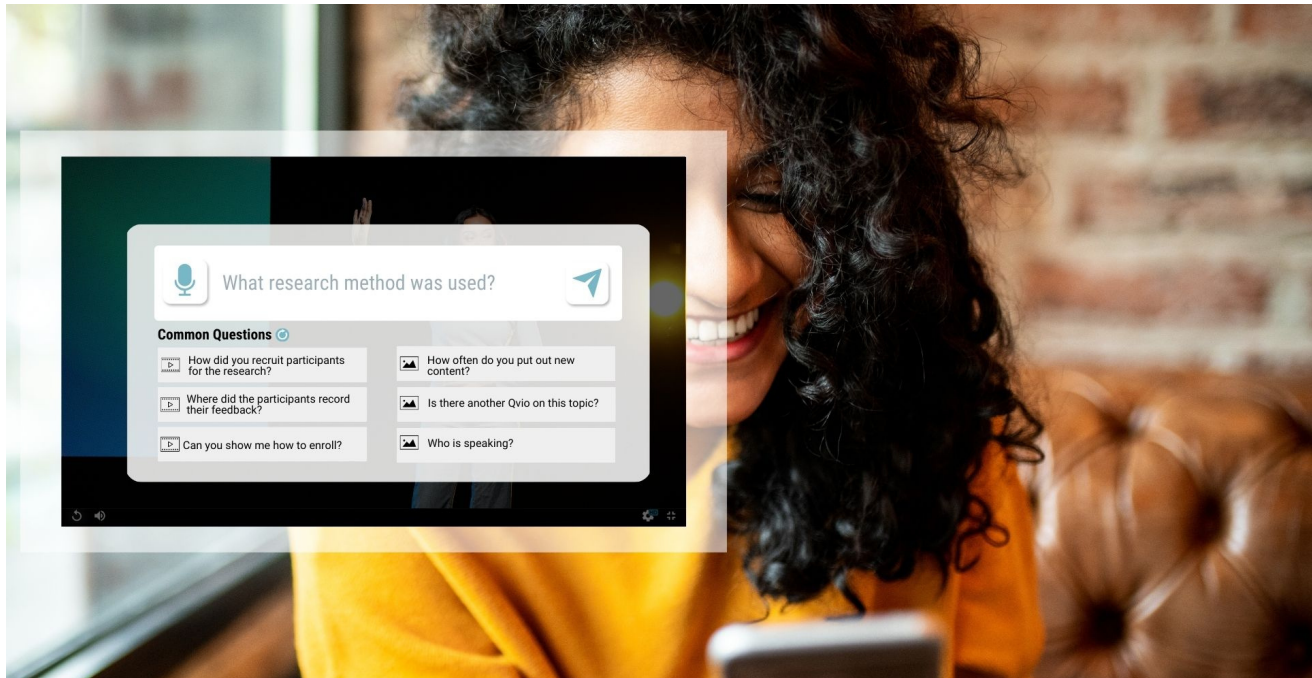 What research method was used?
Common Questions
How did you recruit participants
for the research?
Where did the participants record
their feedback?
Can you show me how to enroll?
How often do you put out new
content?
Is there another Qvio on this topic?
Who is speaking?